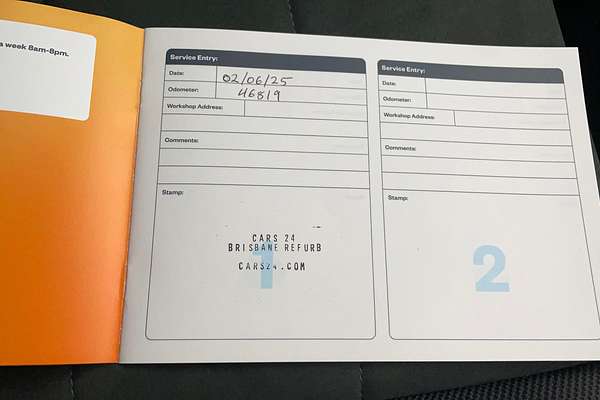 a week 8am-8pm.
Service Entry:
Date: 02/06/25
Odometer: 46819
Workshop Address:
Comments:
Stamp:
CARS 24
BRISBANE REFURB
CARS24.COM
1
Service Entry:
Date:
Odometer:
Workshop Address:
Comments:
Stamp:
2